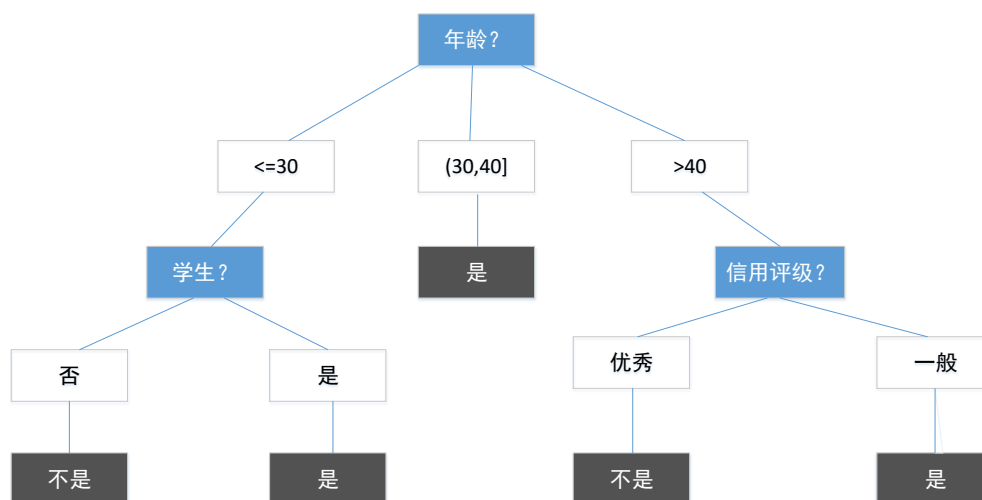 年龄？
<=30
(30,40]
>40
学生？
是
信用评级？
否
是
优秀
一般
不是
是
不是
是